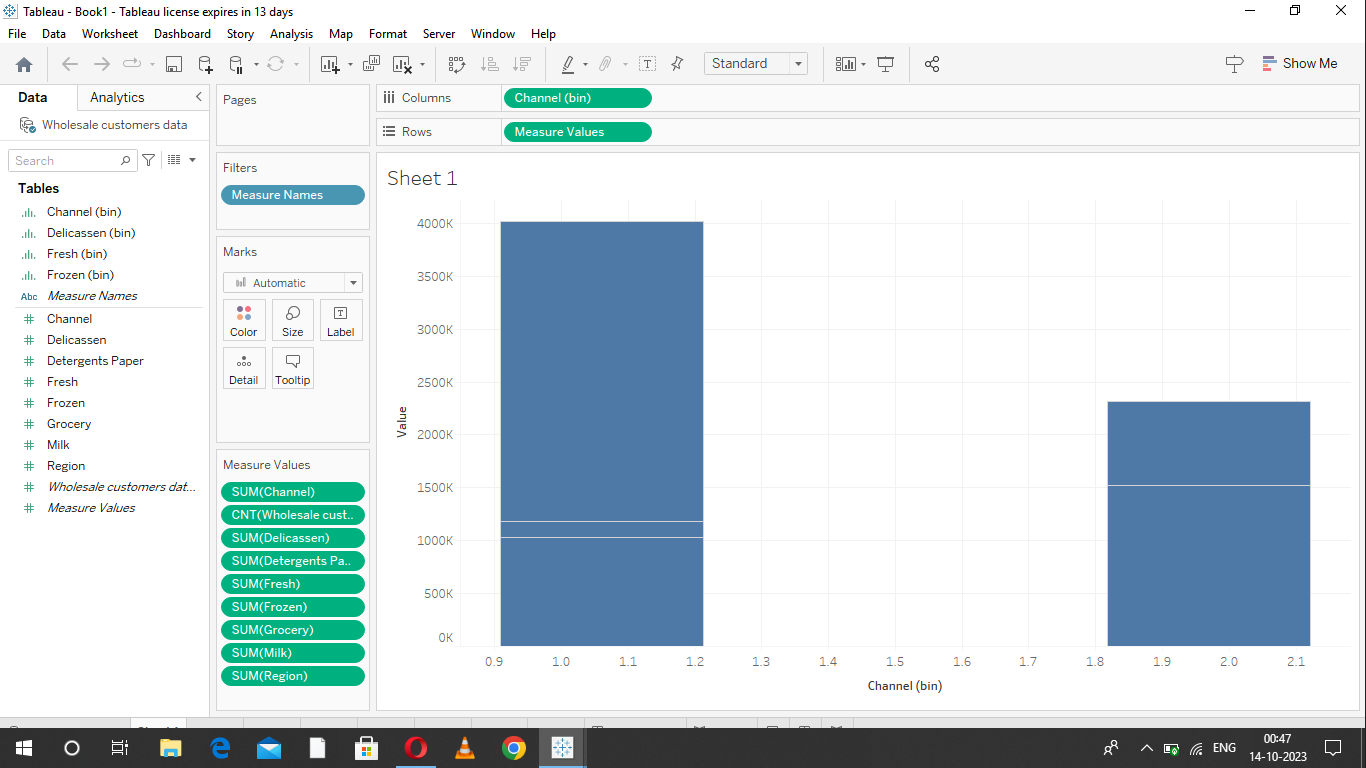 Tableau - Book1 - Tableau license expires in 13 days
File Data Worksheet Dashboard Story Analysis Map Format Server Window Help
Standard
Show Me
Data Analytics
Wholesale customers data
Search
Tables
Channel (bin)
Delicassen (bin)
Fresh (bin)
Frozen (bin)
Abc Measure Names
Channel
Delicassen
Detergents Paper
Fresh
Frozen
Grocery
Milk
Region
Wholesale customers dat...
Measure Values
Pages
Filters
Measure Names
Marks
Automatic
Color Size Label
Detail Tooltip
Measure Values
SUM(Channel)
CNT(Wholesale cust..
SUM(Delicassen)
SUM(Detergents Pa..
SUM(Fresh)
SUM(Frozen)
SUM(Grocery)
SUM(Milk)
SUM(Region)
Columns Channel (bin)
Rows Measure Values
Sheet 1
4000K
3500K
3000K
2500K
2000K
1500K
1000K
500K
0K
Value
0.9 1.0 1.1 1.2 1.3 1.4 1.5 1.6 1.7 1.8 1.9 2.0 2.1
Channel (bin)
ENG
00:47
14-10-2023